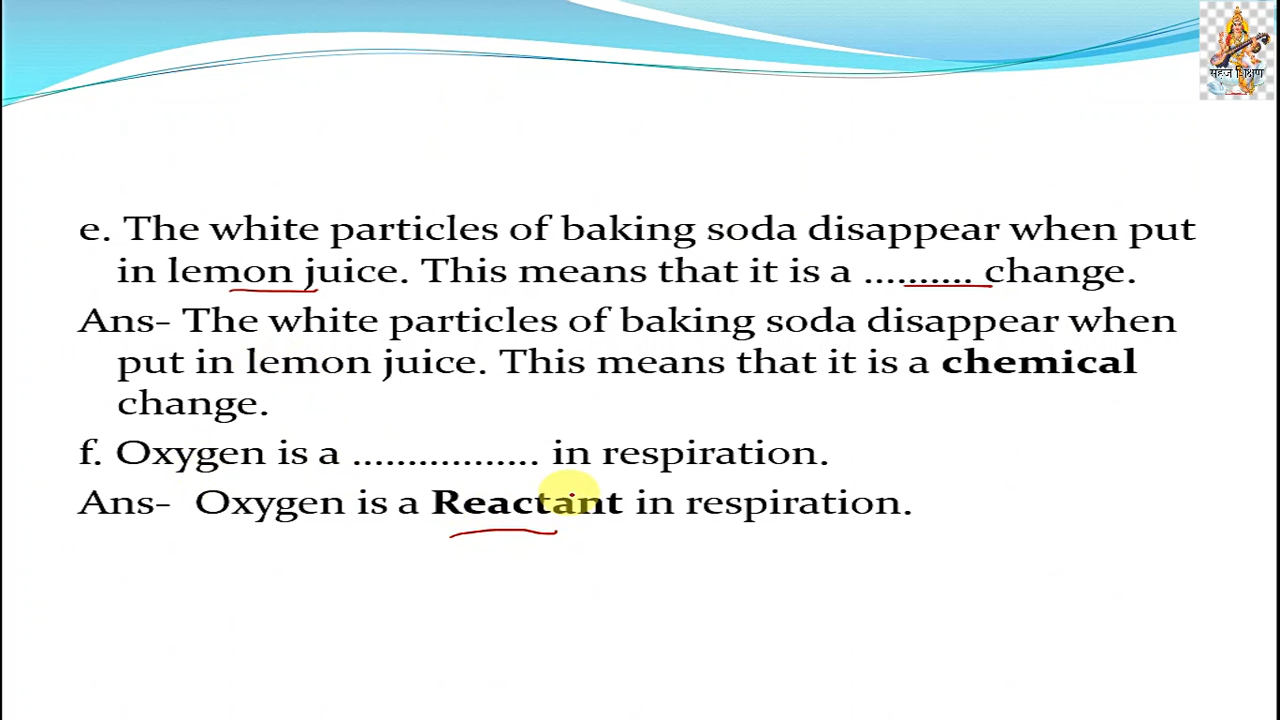 सहज शिक्षण
e. The white particles of baking soda disappear when put
in lemon juice. This means that it is a .......... change.
Ans- The white particles of baking soda disappear when
put in lemon juice. This means that it is a chemical
change.
f. Oxygen is a ................. in respiration.
Ans- Oxygen is a Reactant in respiration.